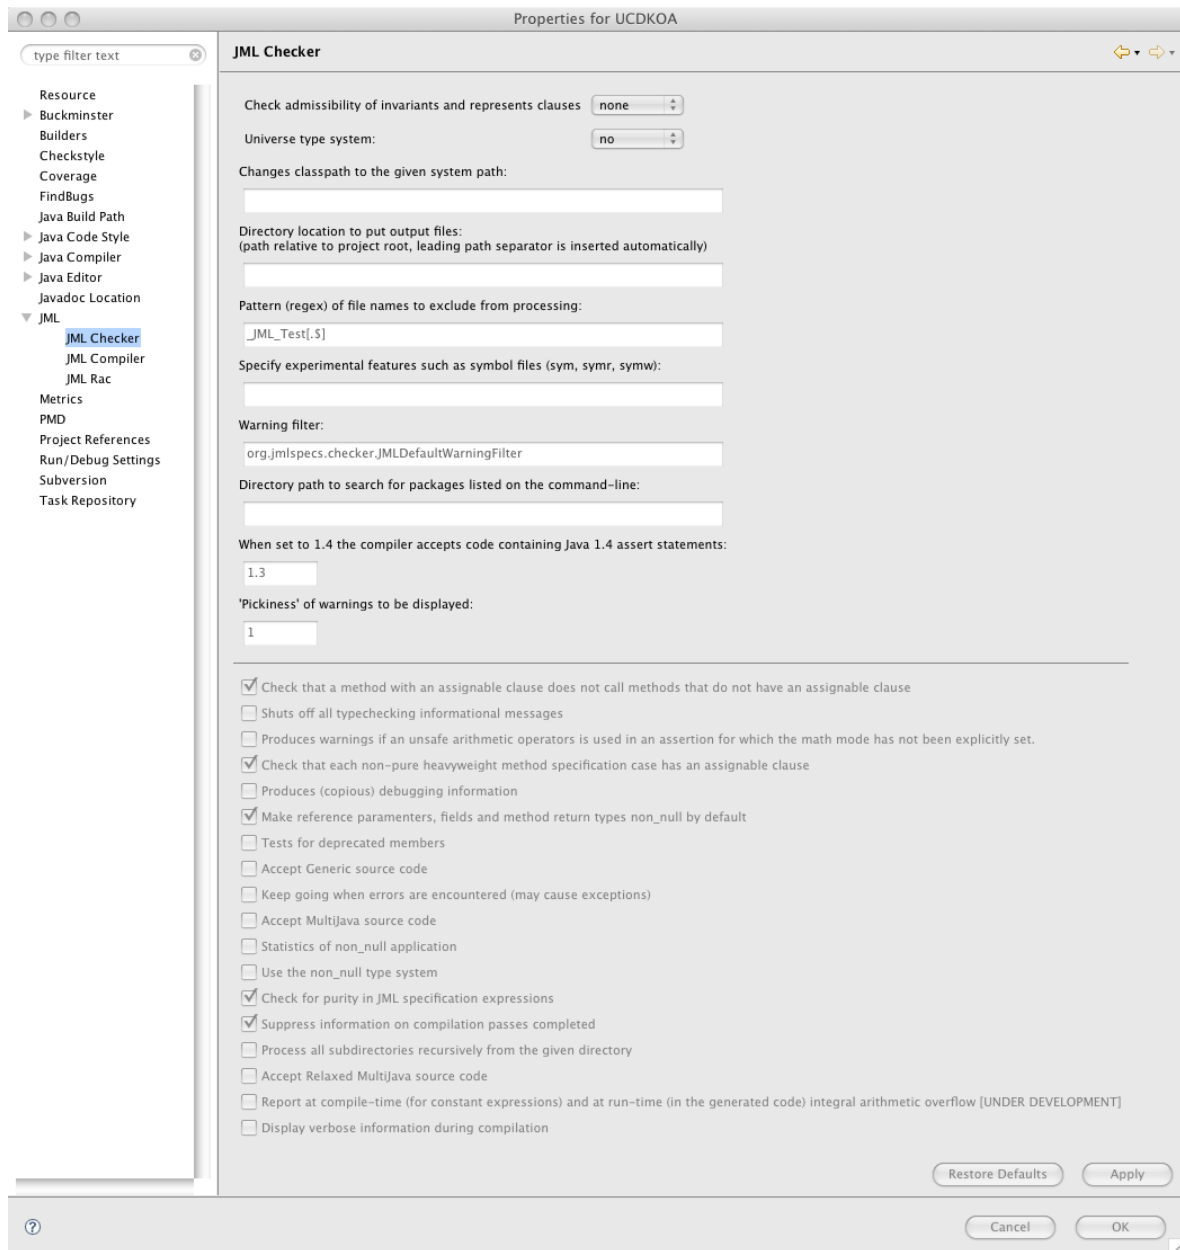 Properties for UCDKOA
type filter text
JML Checker
Resource
Buckminster
Builders
Checkstyle
Coverage
FindBugs
Java Build Path
Java Code Style
Java Compiler
Java Editor
Javadoc Location
JML
JML Checker
JML Compiler
JML Rac
Metrics
PMD
Project References
Run/Debug Settings
Subversion
Task Repository
Check admissibility of invariants and represents clauses none
Universe type system: no
Changes classpath to the given system path:
Directory location to put output files:
(path relative to project root, leading path separator is inserted automatically)
Pattern (regex) of file names to exclude from processing:
_JML_Test[.$]
Specify experimental features such as symbol files (sym, symr, symw):
Warning filter:
org.jmlspecs.checker.JMLDefaultWarningFilter
Directory path to search for packages listed on the command-line:
When set to 1.4 the compiler accepts code containing Java 1.4 assert statements:
1.3
'Pickiness' of warnings to be displayed:
1
Check that a method with an assignable clause does not call methods that do not have an assignable clause
Shuts off all typechecking informational messages
Produces warnings if an unsafe arithmetic operators is used in an assertion for which the math mode has not been explicitly set.
Check that each non-pure heavyweight method specification case has an assignable clause
Produces (copious) debugging information
Make reference paramenters, fields and method return types non_null by default
Tests for deprecated members
Accept Generic source code
Keep going when errors are encountered (may cause exceptions)
Accept MultiJava source code
Statistics of non_null application
Use the non_null type system
Check for purity in JML specification expressions
Suppress information on compilation passes completed
Process all subdirectories recursively from the given directory
Accept Relaxed MultiJava source code
Report at compile-time (for constant expressions) and at run-time (in the generated code) integral arithmetic overflow [UNDER DEVELOPMENT]
Display verbose information during compilation
Restore Defaults Apply
? Cancel OK